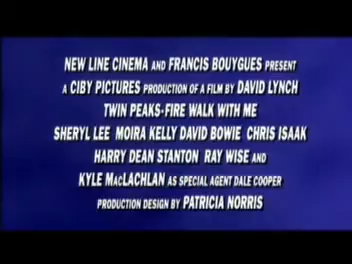 NEW LINE CINEMA AND FRANCIS BOUYGUES PRESENT
A CIBY PICTURES PRODUCTION OF A FILM BY DAVID LYNCH
TWIN PEAKS-FIRE WALK WITH ME
SHERYL LEE MOIRA KELLY DAVID BOWIE CHRIS ISAAK
HARRY DEAN STANTON RAY WISE AND
KYLE MACLACHLAN AS SPECIAL AGENT DALE COOPER
PRODUCTION DESIGN BY PATRICIA NORRIS